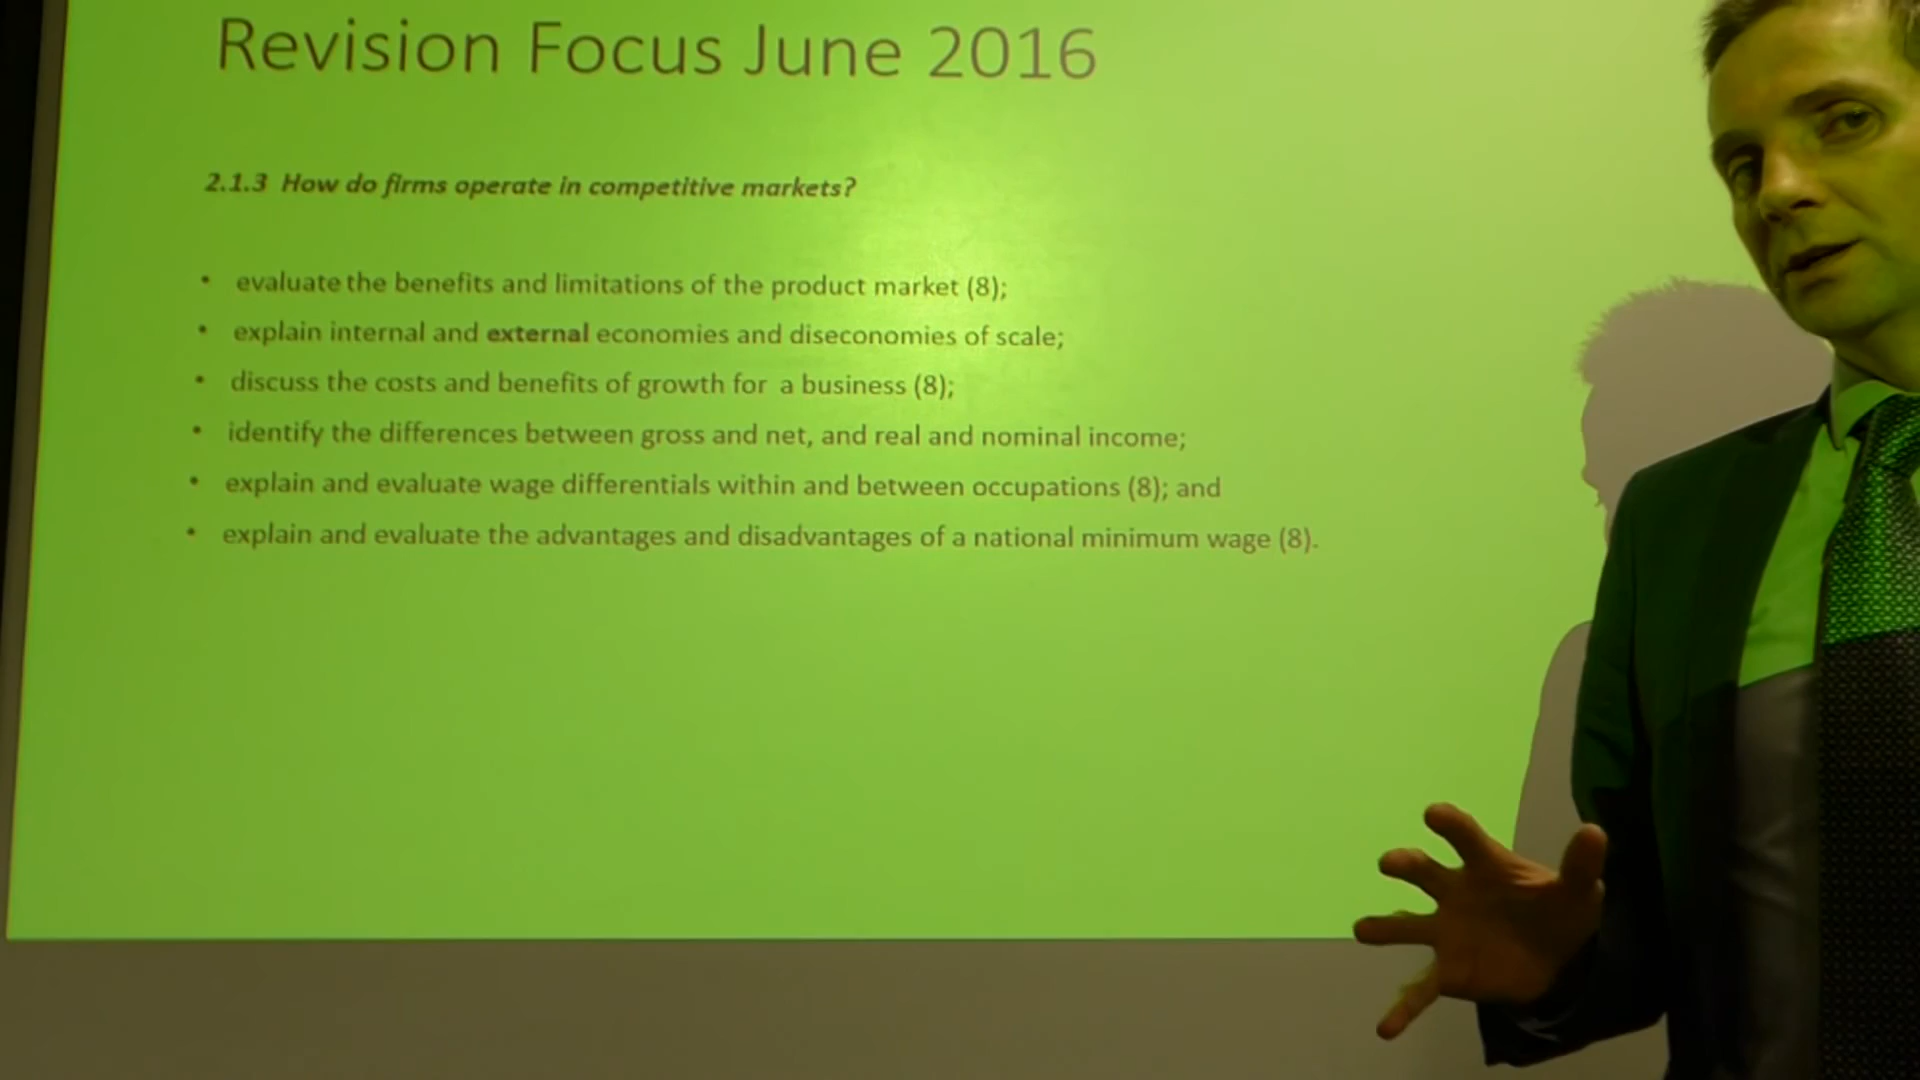 Revision Focus June 2016
2.1.3 How do firms operate in competitive markets?
• evaluate the benefits and limitations of the product market (8);
• explain internal and external economies and diseconomies of scale;
• discuss the costs and benefits of growth for a business (8);
• identify the differences between gross and net, and real and nominal income;
• explain and evaluate wage differentials within and between occupations (8); and
• explain and evaluate the advantages and disadvantages of a national minimum wage (8).